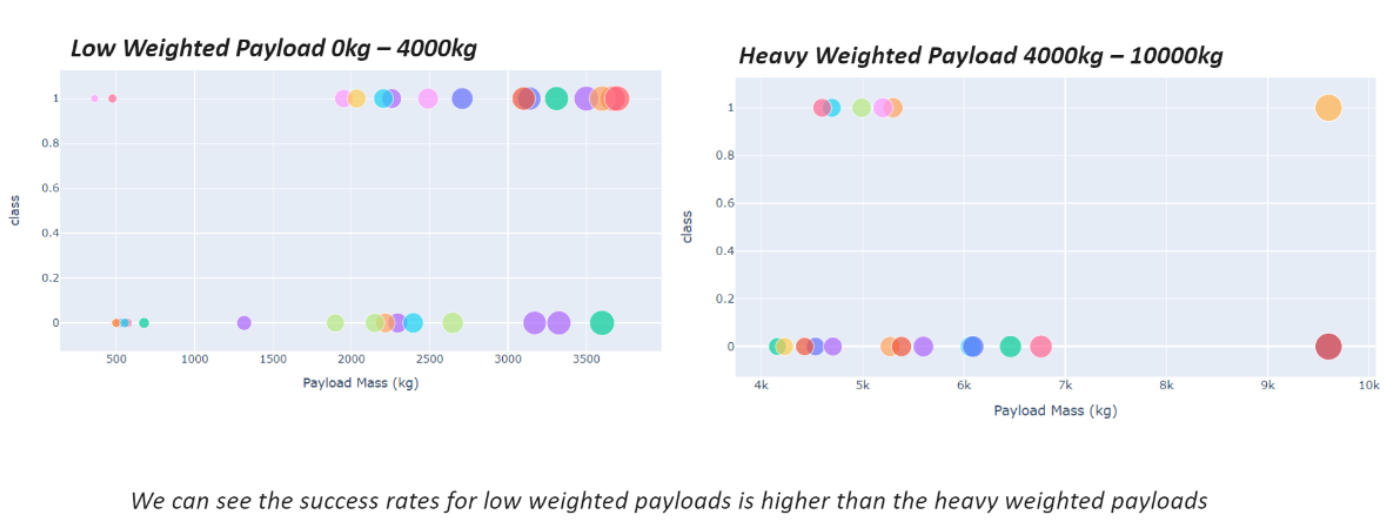 Low Weighted Payload 0kg – 4000kg
1
0.8
0.6
0.4
0.2
0
class
500 1000 1500 2000 2500 3000 3500
Payload Mass (kg)
Heavy Weighted Payload 4000kg – 10000kg
1
0.8
0.6
0.4
0.2
0
class
4k 5k 6k 7k 8k 9k 10k
Payload Mass (kg)
We can see the success rates for low weighted payloads is higher than the heavy weighted payloads